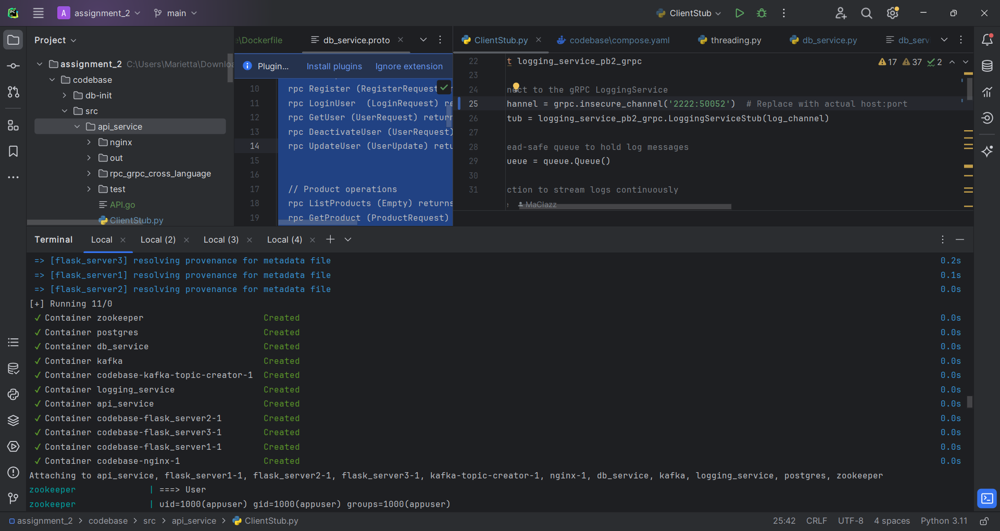 PC
A assignment_2
main
ClientStub
Project
e\Dockerfile
db_service.proto
ClientStub.py
codebase\compose.yaml
threading.py
db_service.py
db_serv
assignment_2 C:\Users\Marietta\Downloa
codebase
db-init
src
api_service
nginx
out
rpc_grpc_cross_language
test
API.go
ClientStub.py
Plugin... Install plugins Ignore extension
10 rpc Register (RegisterRequest
11 rpc LoginUser (LoginRequest) re
12 rpc GetUser (UserRequest) return
13 rpc DeactivateUser (UserRequest)
14 rpc UpdateUser (UserUpdate) retu
15
16
17 // Product operations
18 rpc ListProducts (Empty) returns
19 rpc GetProduct (ProductRequest)
17 37 2
22 t logging_service_pb2_grpc
23
24 nect to the gRPC LoggingService
25 hannel = grpc.insecure_channel('2222:50052') # Replace with actual host:port
26 tub = logging_service_pb2_grpc.LoggingServiceStub(log_channel)
27
28 ead-safe queue to hold log messages
29 ueue = queue.Queue()
30
31 ction to stream logs continuously
MaClazz
Terminal Local Local (2) Local (3) Local (4)
=> [flask_server3] resolving provenance for metadata file 0.2s
=> [flask_server1] resolving provenance for metadata file 0.1s
=> [flask_server2] resolving provenance for metadata file 0.0s
[+] Running 11/0
✓ Container zookeeper Created 0.0s
✓ Container postgres Created 0.0s
✓ Container db_service Created 0.0s
✓ Container kafka Created 0.0s
✓ Container codebase-kafka-topic-creator-1 Created 0.0s
✓ Container logging_service Created 0.0s
✓ Container api_service Created 0.0s
✓ Container codebase-flask_server2-1 Created 0.0s
✓ Container codebase-flask_server3-1 Created 0.0s
✓ Container codebase-flask_server1-1 Created 0.0s
✓ Container codebase-nginx-1 Created 0.0s
Attaching to api_service, flask_server1-1, flask_server2-1, flask_server3-1, kafka-topic-creator-1, nginx-1, db_service, kafka, logging_service, postgres, zookeeper
zookeeper | ===> User
zookeeper | uid=1000(appuser) gid=1000(appuser) groups=1000(appuser)
assignment_2 > codebase > src > api_service > ClientStub.py
25:42 CRLF UTF-8 4 spaces Python 3.11